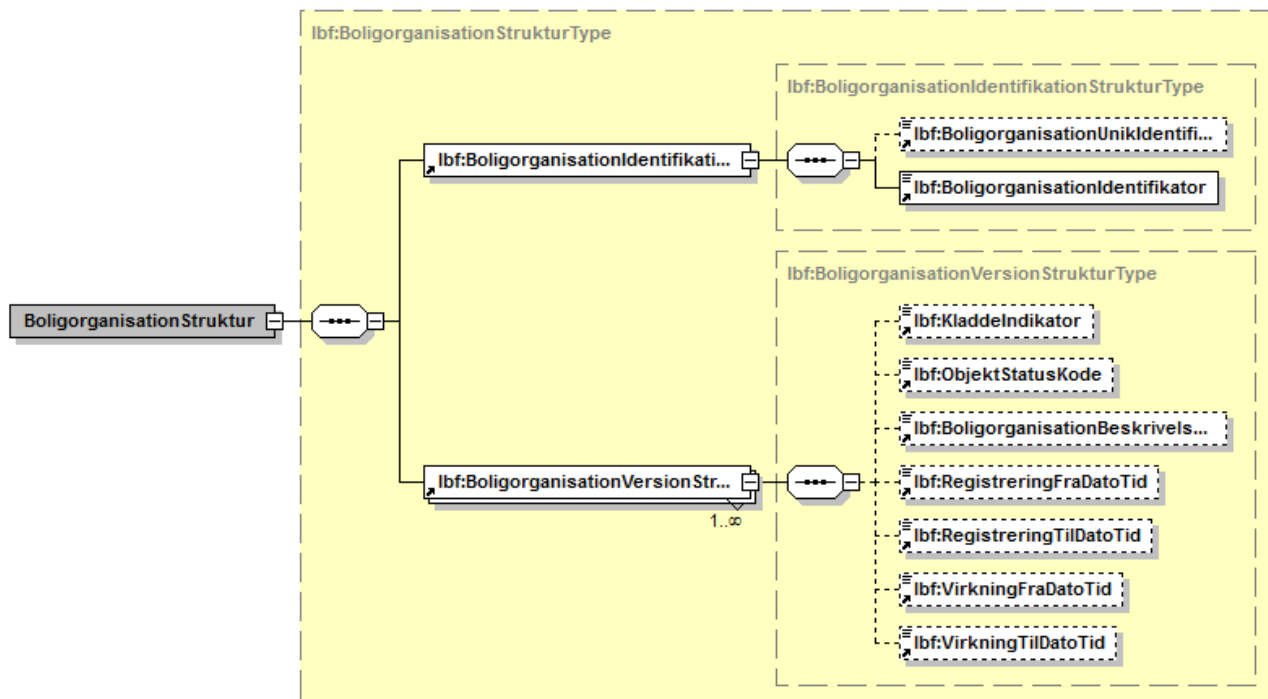 lbf:BoligorganisationStrukturType
lbf:BoligorganisationIdentifikationStrukturType
lbf:BoligorganisationUnikIdentifi...
lbf:BoligorganisationIdentifikati...
lbf:BoligorganisationIdentifikator
lbf:BoligorganisationVersionStrukturType
BoligorganisationStruktur
lbf:KladdeIndikator
lbf:ObjektStatusKode
lbf:BoligorganisationBeskrivels...
lbf:BoligorganisationVersionStr...
lbf:RegistreringFraDatoTid
1..∞
lbf:RegistreringTilDatoTid
lbf:VirkningFraDatoTid
lbf:VirkningTilDatoTid